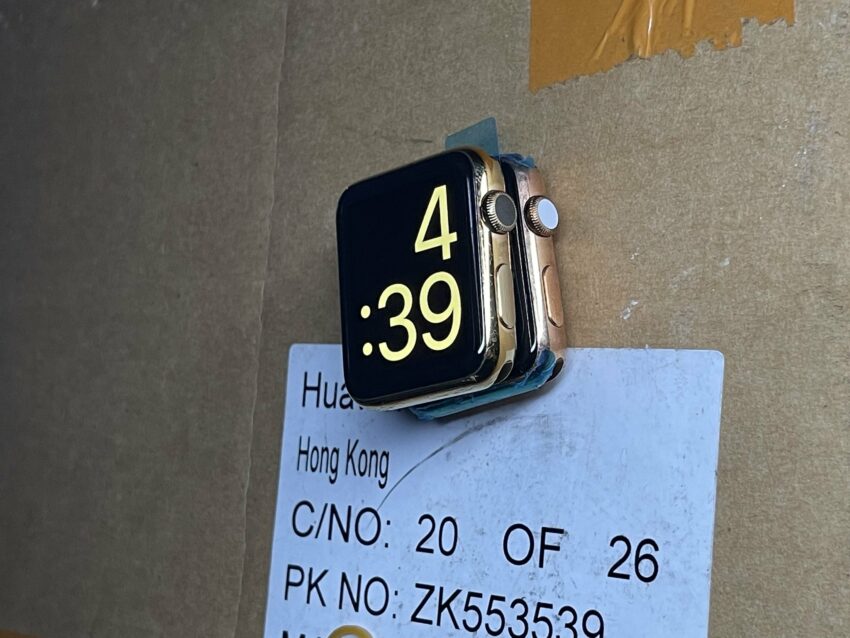 4
:39
Hong Kong
C/NO: 20 OF 26
PK NO: ZK553539